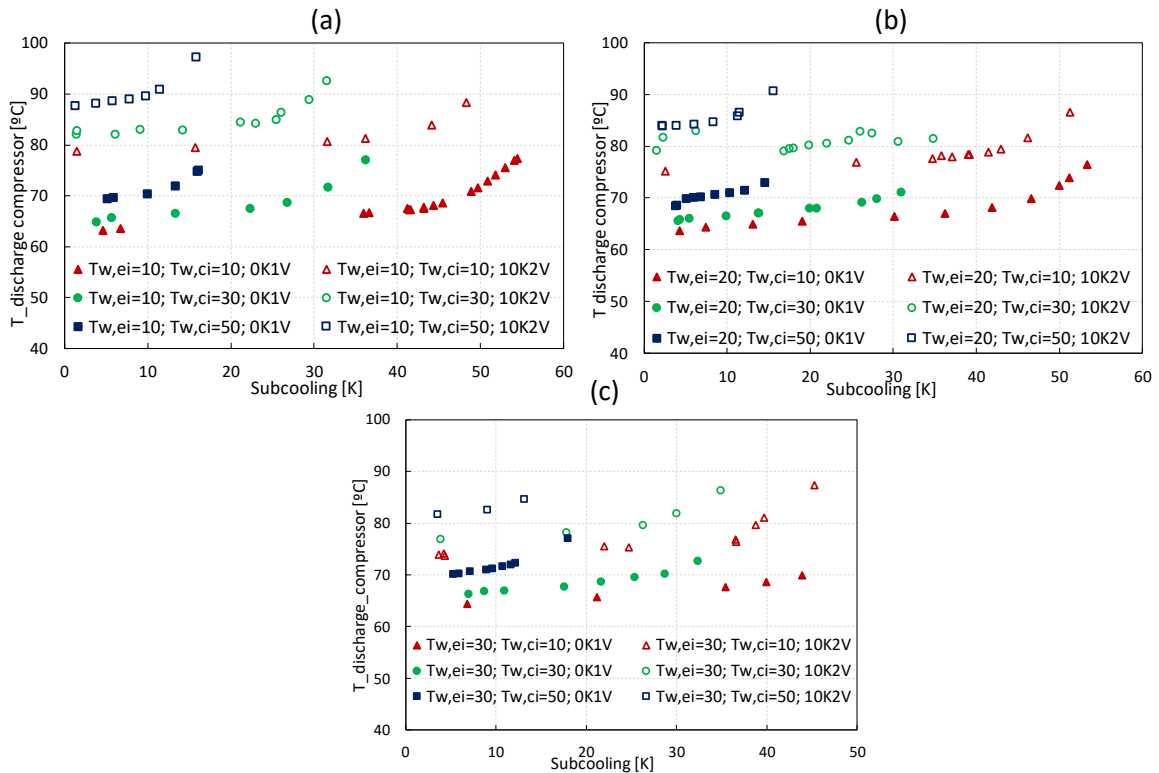 (a)
T_discharge compressor [ºC]
100
90
80
70
60
50
40
Tw,ei=10; Tw,ci=10; 0K1V
Tw,ei=10; Tw,ci=10; 10K2V
Tw,ei=10; Tw,ci=30; 0K1V
Tw,ei=10; Tw,ci=30; 10K2V
Tw,ei=10; Tw,ci=50; 0K1V
Tw,ei=10; Tw,ci=50; 10K2V
0 10 20 30 40 50 60
Subcooling [K]
(b)
T discharge compressor [ºC]
100
90
80
70
60
50
40
Tw,ei=20; Tw,ci=10; 0K1V
Tw,ei=20; Tw,ci=10; 10K2V
Tw,ei=20; Tw,ci=30; 0K1V
Tw,ei=20; Tw,ci=30; 10K2V
Tw,ei=20; Tw,ci=50; 0K1V
Tw,ei=20; Tw,ci=50; 10K2V
0 10 20 30 40 50 60
Subcooling [K]
(c)
T_discharge_compressor [ºC]
100
90
80
70
60
50
40
Tw,ei=30; Tw,ci=10; 0K1V
Tw,ei=30; Tw,ci=10; 10K2V
Tw,ei=30; Tw,ci=30; 0K1V
Tw,ei=30; Tw,ci=30; 10K2V
Tw,ei=30; Tw,ci=50; 0K1V
Tw,ei=30; Tw,ci=50; 10K2V
0 10 20 30 40 50
Subcooling [K]